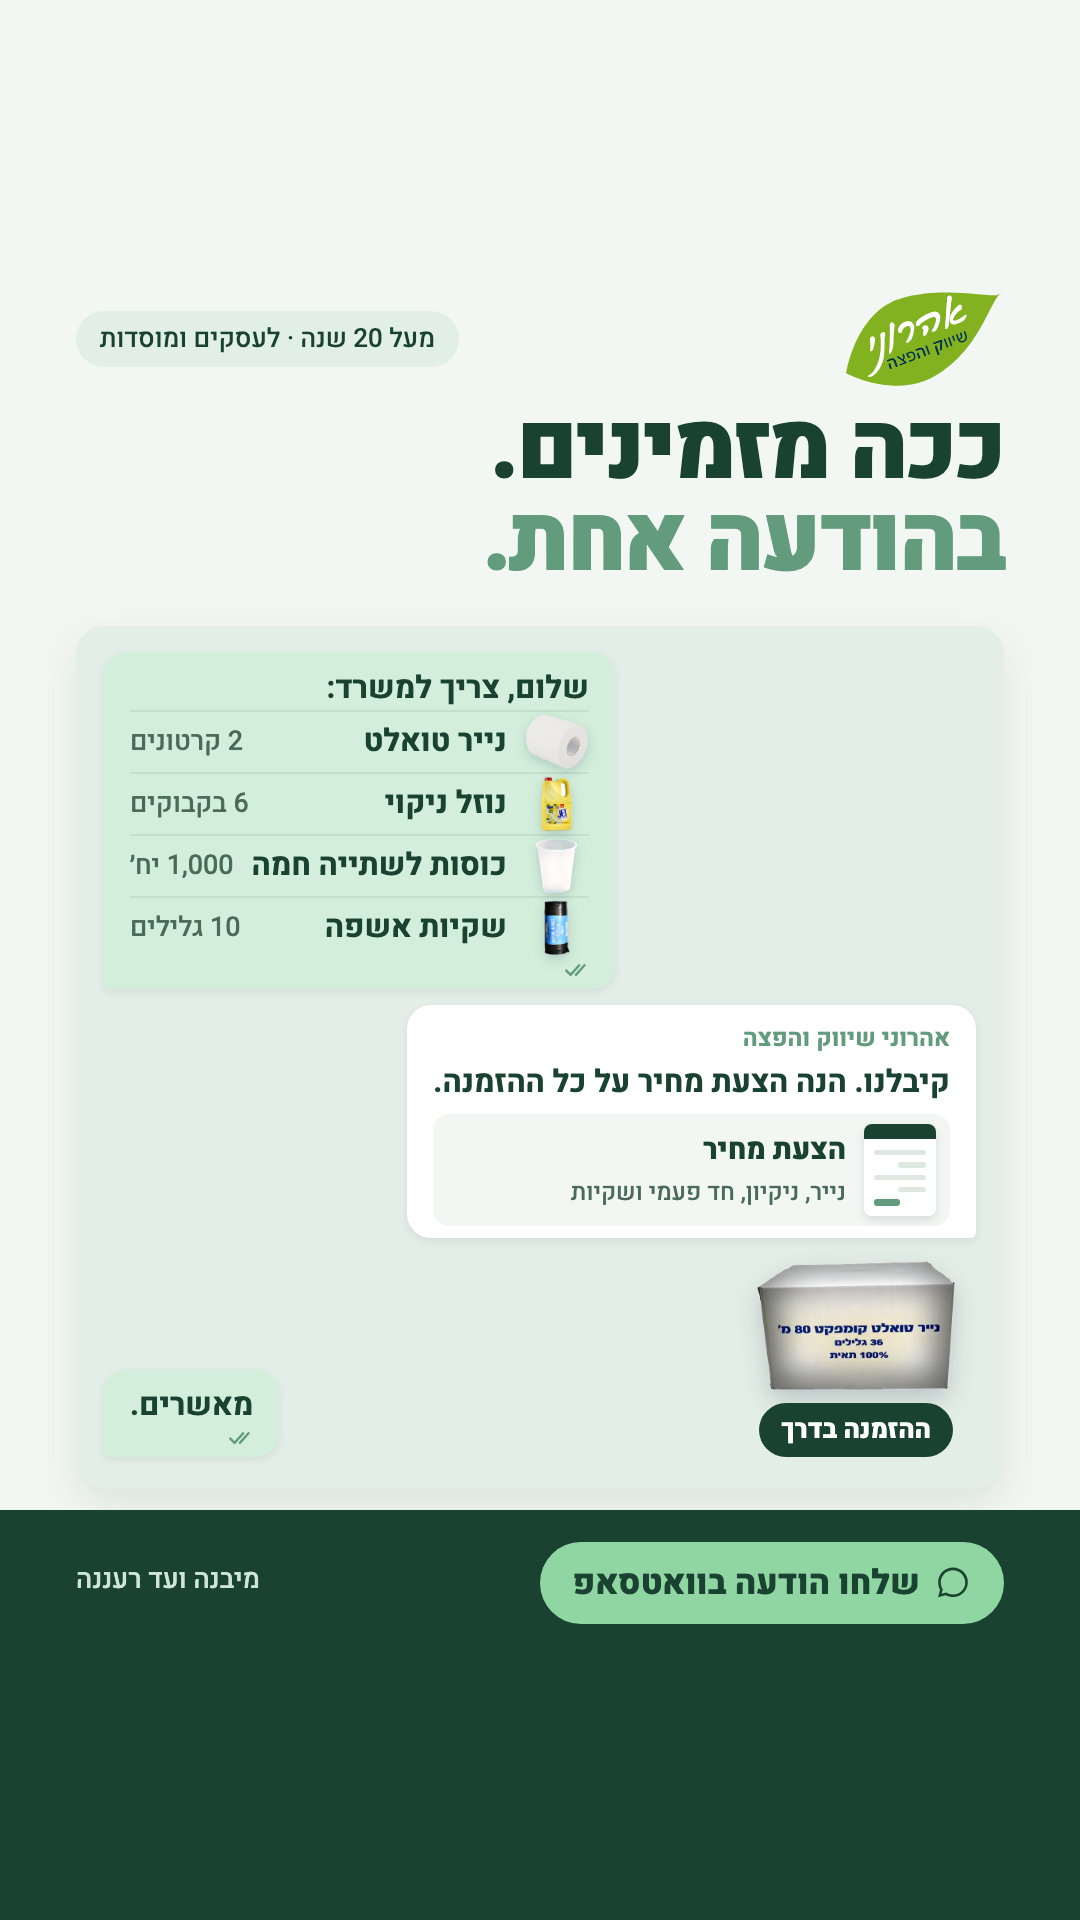 אהרוני
שיווק והפצה
מעל 20 שנה · לעסקים ומוסדות
ככה מזמינים.
בהודעה אחת.
שלום, צריך למשרד:
נייר טואלט 2 קרטונים
נוזל ניקוי 6 בקבוקים
כוסות לשתייה חמה 1,000 יח׳
שקיות אשפה 10 גלילים
אהרוני שיווק והפצה
קיבלנו. הנה הצעת מחיר על כל ההזמנה.
הצעת מחיר
נייר, ניקיון, חד פעמי ושקיות
נייר טואלט קומפקט 80 מ׳
36 גלילים
100% תאית
מאשרים.
ההזמנה בדרך
שלחו הודעה בוואטסאפ
מיבנה ועד רעננה